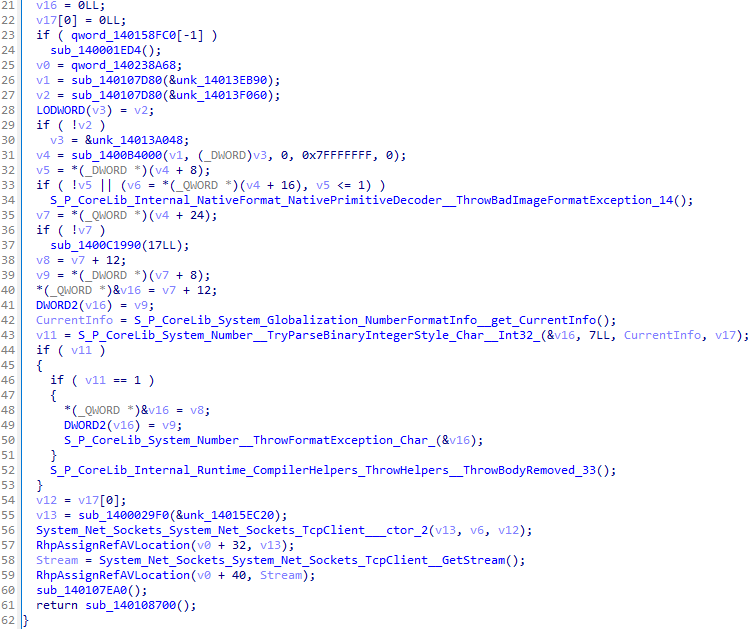 21 v16 = 0LL;
22 v17[0] = 0LL;
23 if ( qword_140158FC0[-1] )
24 sub_140001ED4();
25 v0 = qword_140238A68;
26 v1 = sub_140107D80(&unk_14013EB90);
27 v2 = sub_140107D80(&unk_14013F060);
28 LODWORD(v3) = v2;
29 if ( !v2 )
30 v3 = &unk_14013A048;
31 v4 = sub_1400B4000(v1, (_DWORD)v3, 0, 0x7FFFFFFF, 0);
32 v5 = *(_DWORD *)(v4 + 8);
33 if ( !v5 || (v6 = *(_QWORD *)(v4 + 16), v5 <= 1) )
34 S_P_CoreLib_Internal_NativeFormat_NativePrimitiveDecoder__ThrowBadImageFormatException_14();
35 v7 = *(_QWORD *)(v4 + 24);
36 if ( !v7 )
37 sub_1400C1990(17LL);
38 v8 = v7 + 12;
39 v9 = *(_DWORD *)(v7 + 8);
40 *(_QWORD *)&v16 = v7 + 12;
41 DWORD2(v16) = v9;
42 CurrentInfo = S_P_CoreLib_System_Globalization_NumberFormatInfo__get_CurrentInfo();
43 v11 = S_P_CoreLib_System_Number__TryParseBinaryIntegerStyle_Char__Int32_(&v16, 7LL, CurrentInfo, v17);
44 if ( v11 )
45 {
46 if ( v11 == 1 )
47 {
48 *(_QWORD *)&v16 = v8;
49 DWORD2(v16) = v9;
50 S_P_CoreLib_System_Number__ThrowFormatException_Char_(&v16);
51 }
52 S_P_CoreLib_Internal_Runtime_CompilerHelpers_ThrowHelpers__ThrowBodyRemoved_33();
53 }
54 v12 = v17[0];
55 v13 = sub_1400029F0(&unk_14015EC20);
56 System_Net_Sockets_System_Net_Sockets_TcpClient___ctor_2(v13, v6, v12);
57 RhpAssignRefAVLocation(v0 + 32, v13);
58 Stream = System_Net_Sockets_System_Net_Sockets_TcpClient__GetStream();
59 RhpAssignRefAVLocation(v0 + 40, Stream);
60 sub_140107EA0();
61 return sub_140108700();
62 }